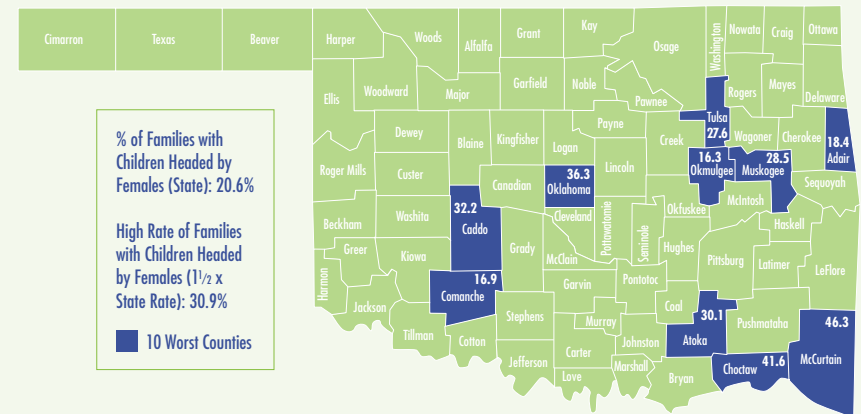 Cimarron
Texas
Beaver
Harper
Woods
Alfalfa
Grant
Kay
Osage
Washington
Nowata
Craig
Ottawa
Ellis
Woodward
Major
Garfield
Noble
Pawnee
Rogers
Mayes
Delaware
Tulsa
27.6
% of Families with
Children Headed by
Females (State): 20.6%
High Rate of Families
with Children Headed
by Females (1 1/2 x
State Rate): 30.9%
10 Worst Counties
Dewey
Blaine
Kingfisher
Logan
Payne
Creek
Wagoner
Cherokee
18.4
Adair
Roger Mills
Custer
Canadian
36.3
Oklahoma
Lincoln
16.3
Okmulgee
28.5
Muskogee
Sequoyah
Beckham
Washita
32.2
Caddo
Grady
Cleveland
McClain
Pottawatomie
Seminole
Okfuskee
McIntosh
Haskell
Greer
Kiowa
Hughes
Pittsburg
Latimer
LeFlore
Harmon
Jackson
16.9
Comanche
Garvin
Pontotoc
Coal
30.1
Atoka
Pushmataha
46.3
McCurtain
Tillman
Cotton
Stephens
Murray
Johnston
Jefferson
Carter
Love
Marshall
Bryan
41.6
Choctaw